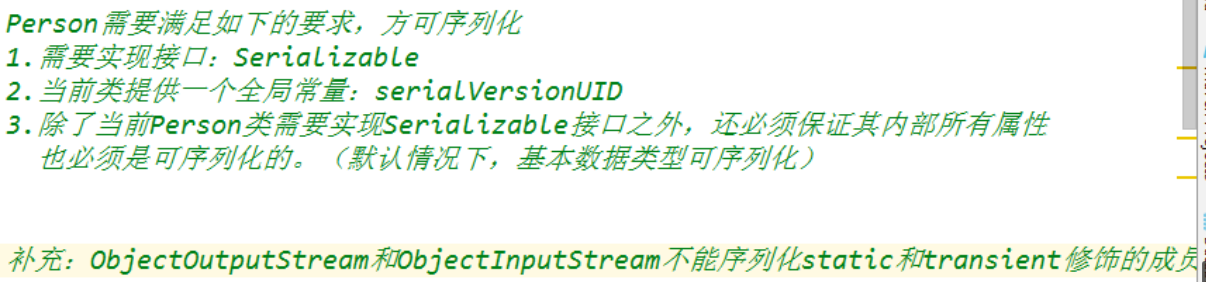 Person需要满足如下的要求，方可序列化
1.需要实现接口：Serializable
2.当前类提供一个全局常量：serialVersionUID
3.除了当前Person类需要实现Serializable接口之外，还必须保证其内部所有属性
也必须是可序列化的。（默认情况下，基本数据类型可序列化）
补充：ObjectOutputStream和ObjectInputStream不能序列化static和transient修饰的成员